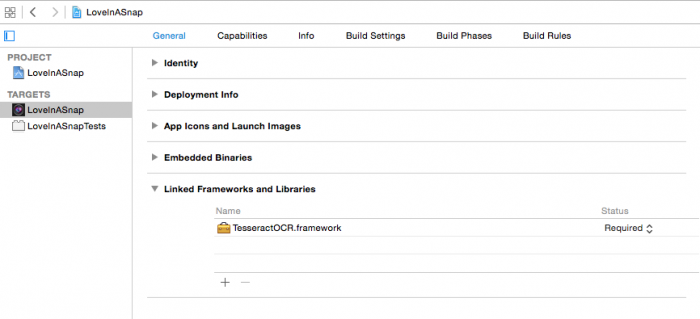 LoveInASnap
General Capabilities Info Build Settings Build Phases Build Rules
PROJECT
LoveInASnap
TARGETS
LoveInASnap
LoveInASnapTests
Identity
Deployment Info
App Icons and Launch Images
Embedded Binaries
Linked Frameworks and Libraries
Name Status
TesseractOCR.framework Required